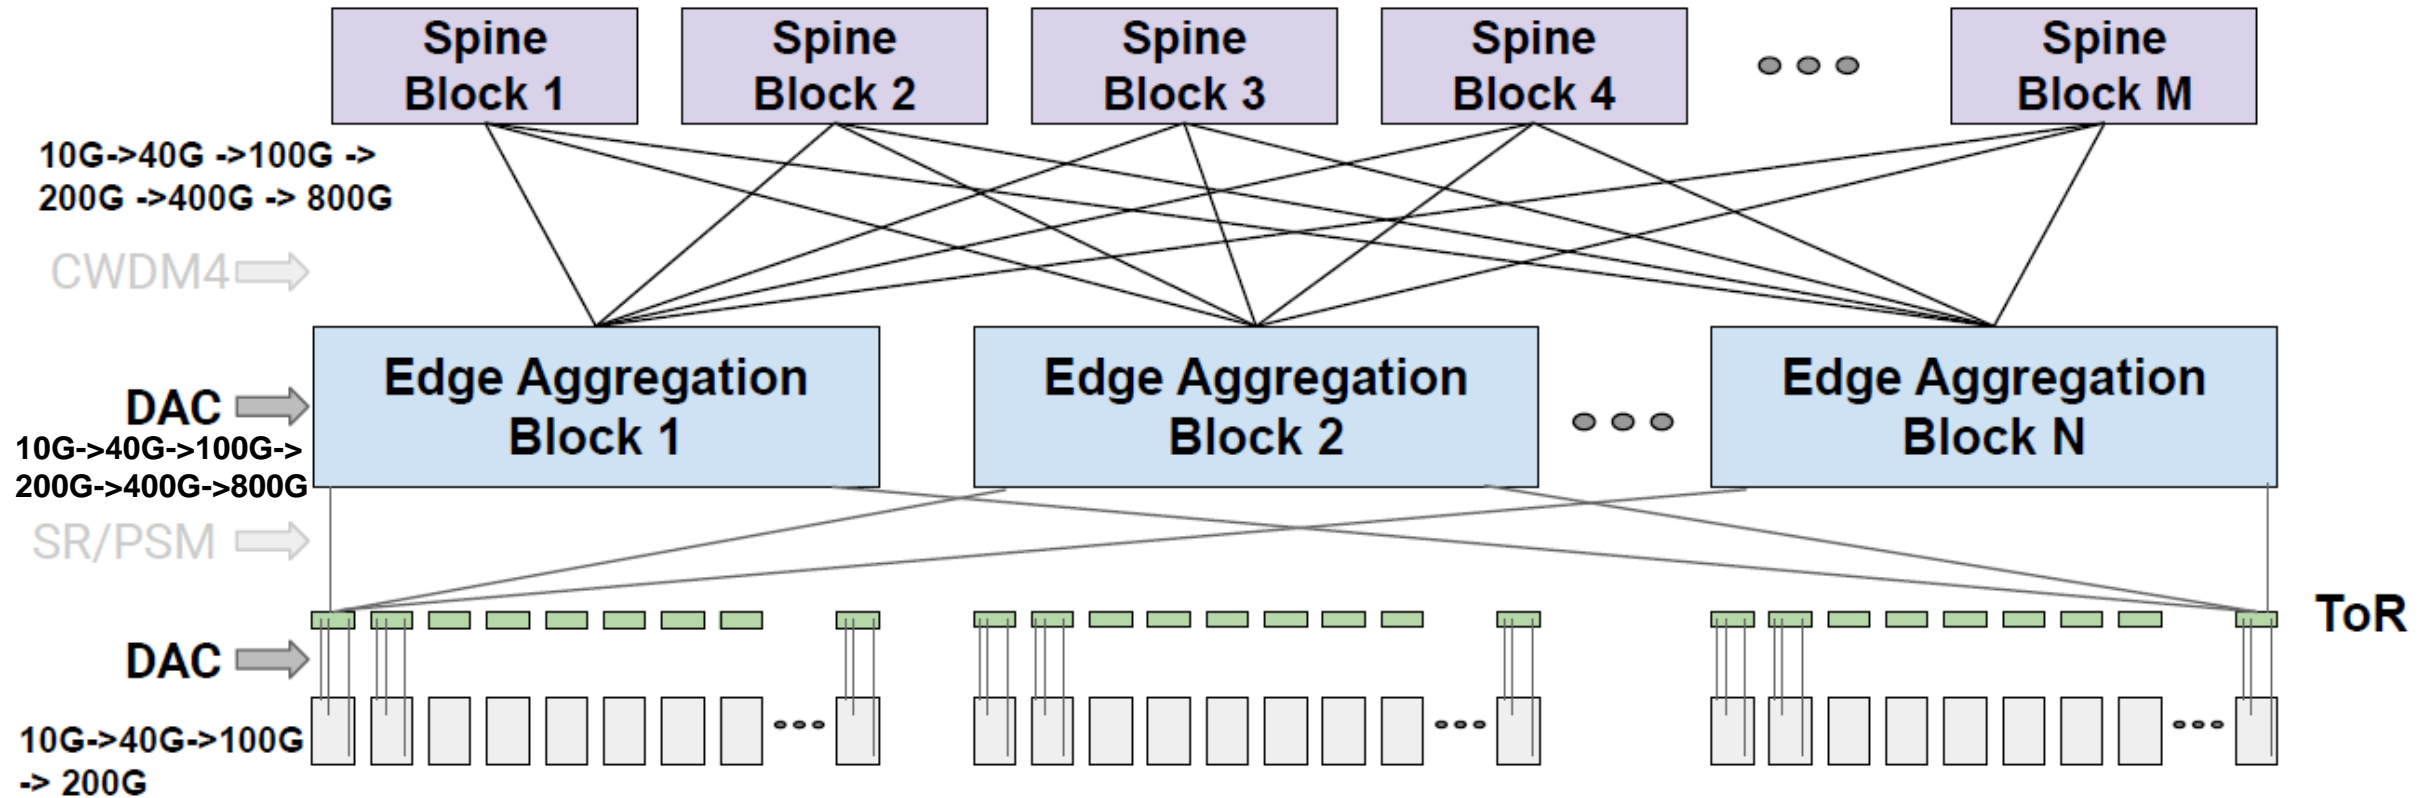 Spine
Block 1
Spine
Block 2
Spine
Block 3
Spine
Block 4
Spine
Block M
10G->40G ->100G ->
200G ->400G -> 800G
CWDM4
Edge Aggregation
Block 1
Edge Aggregation
Block 2
Edge Aggregation
Block N
DAC
10G->40G->100G->
200G->400G->800G
SR/PSM
ToR
DAC
10G->40G->100G
-> 200G